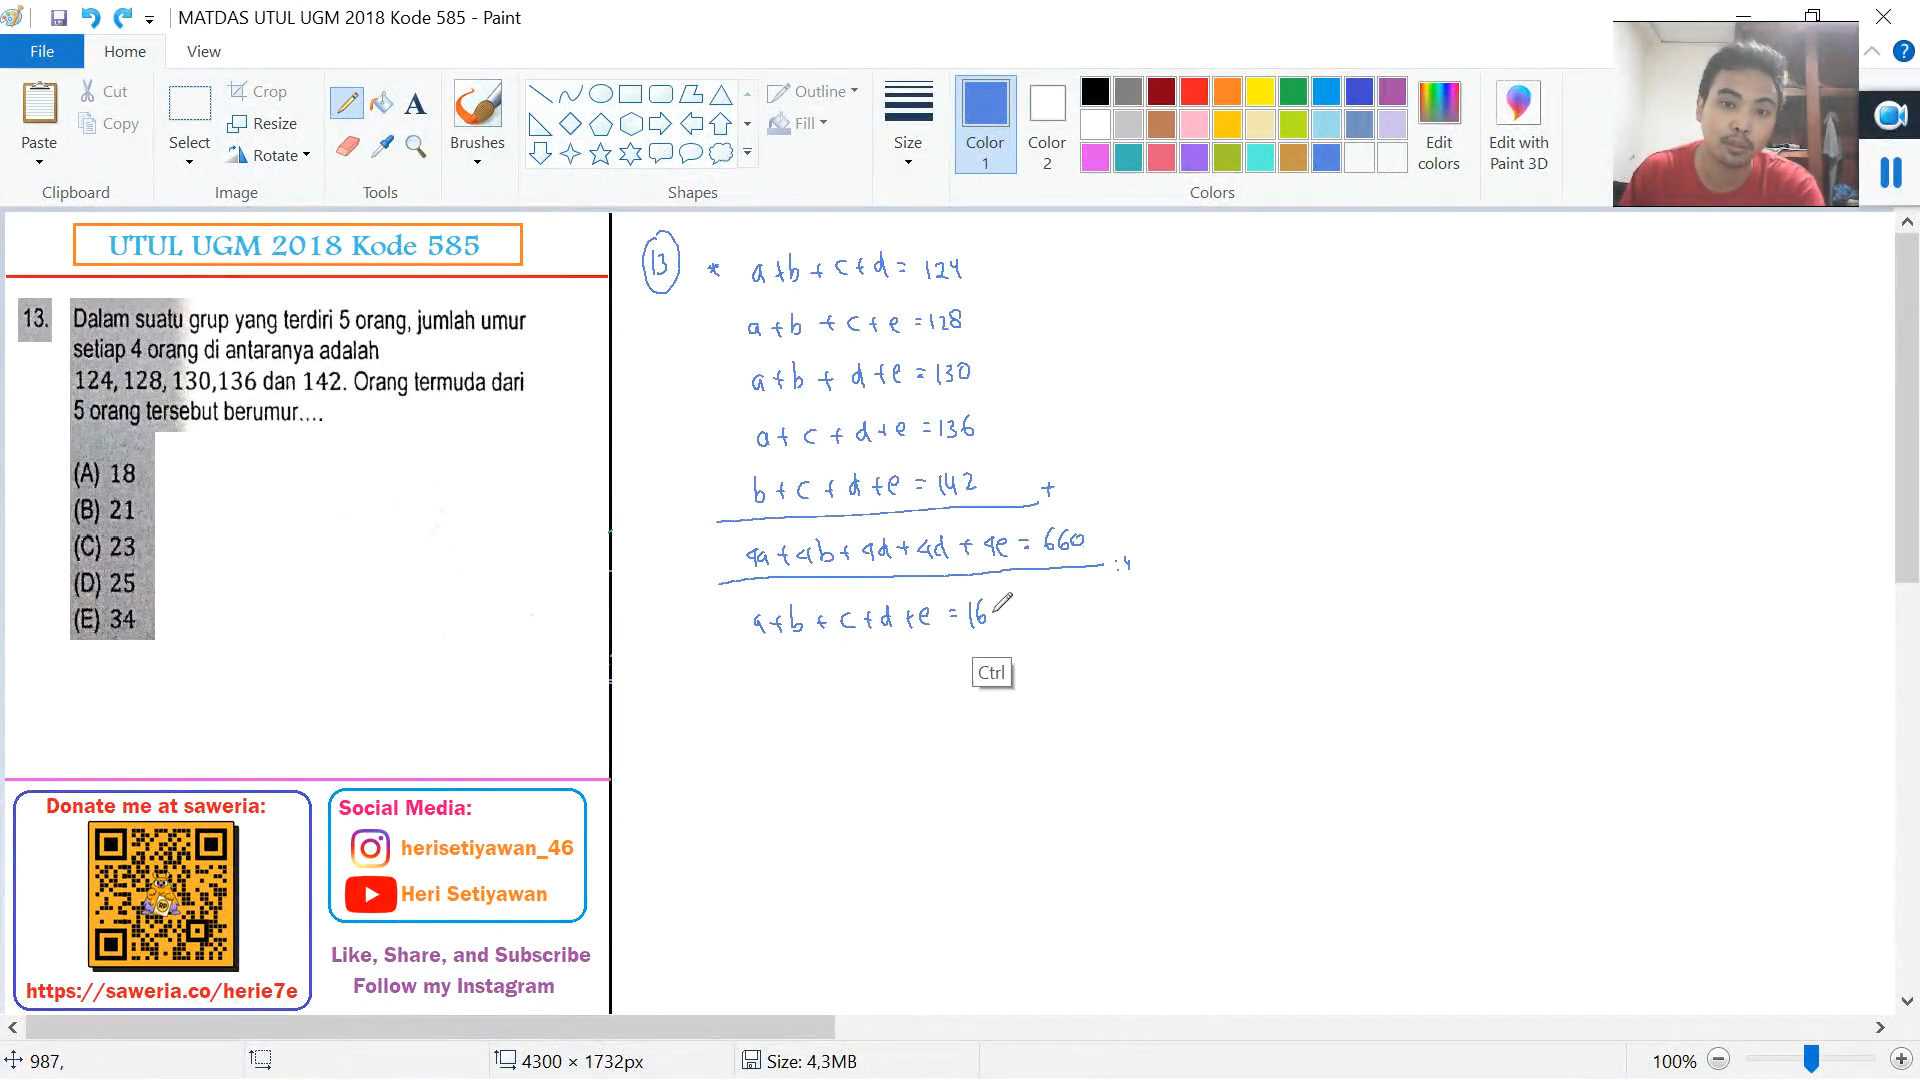 MATDAS UTUL UGM 2018 Kode 585 - Paint
File
Home
View
Paste
Cut
Copy
Clipboard
Select
Crop
Resize
Rotate
Image
A
Tools
Brushes
Shapes
Outline
Fill
Size
Color
1
Color
2
Colors
Edit
colors
Edit with
Paint 3D
?
UTUL UGM 2018 Kode 585
13. Dalam suatu grup yang terdiri 5 orang, jumlah umur
setiap 4 orang di antaranya adalah
124, 128, 130,136 dan 142. Orang termuda dari
5 orang tersebut berumur....
(A) 18
(B) 21
(C) 23
(D) 25
(E) 34
Donate me at saweria:
RP
https://saweria.co/herie7e
Social Media:
herisetiyawan_46
Heri Setiyawan
Like, Share, and Subscribe
Follow my Instagram
13 * a+b+c+d = 124
a+b+c+e = 128
a+b+d+e = 130
a+c+d+e = 136
b+c+d+e = 142 +
4a+4b+4d+4d+4e = 660
:4
a+b+c+d+e = 16
Ctrl
987,
4300 × 1732px
Size: 4,3MB
100%